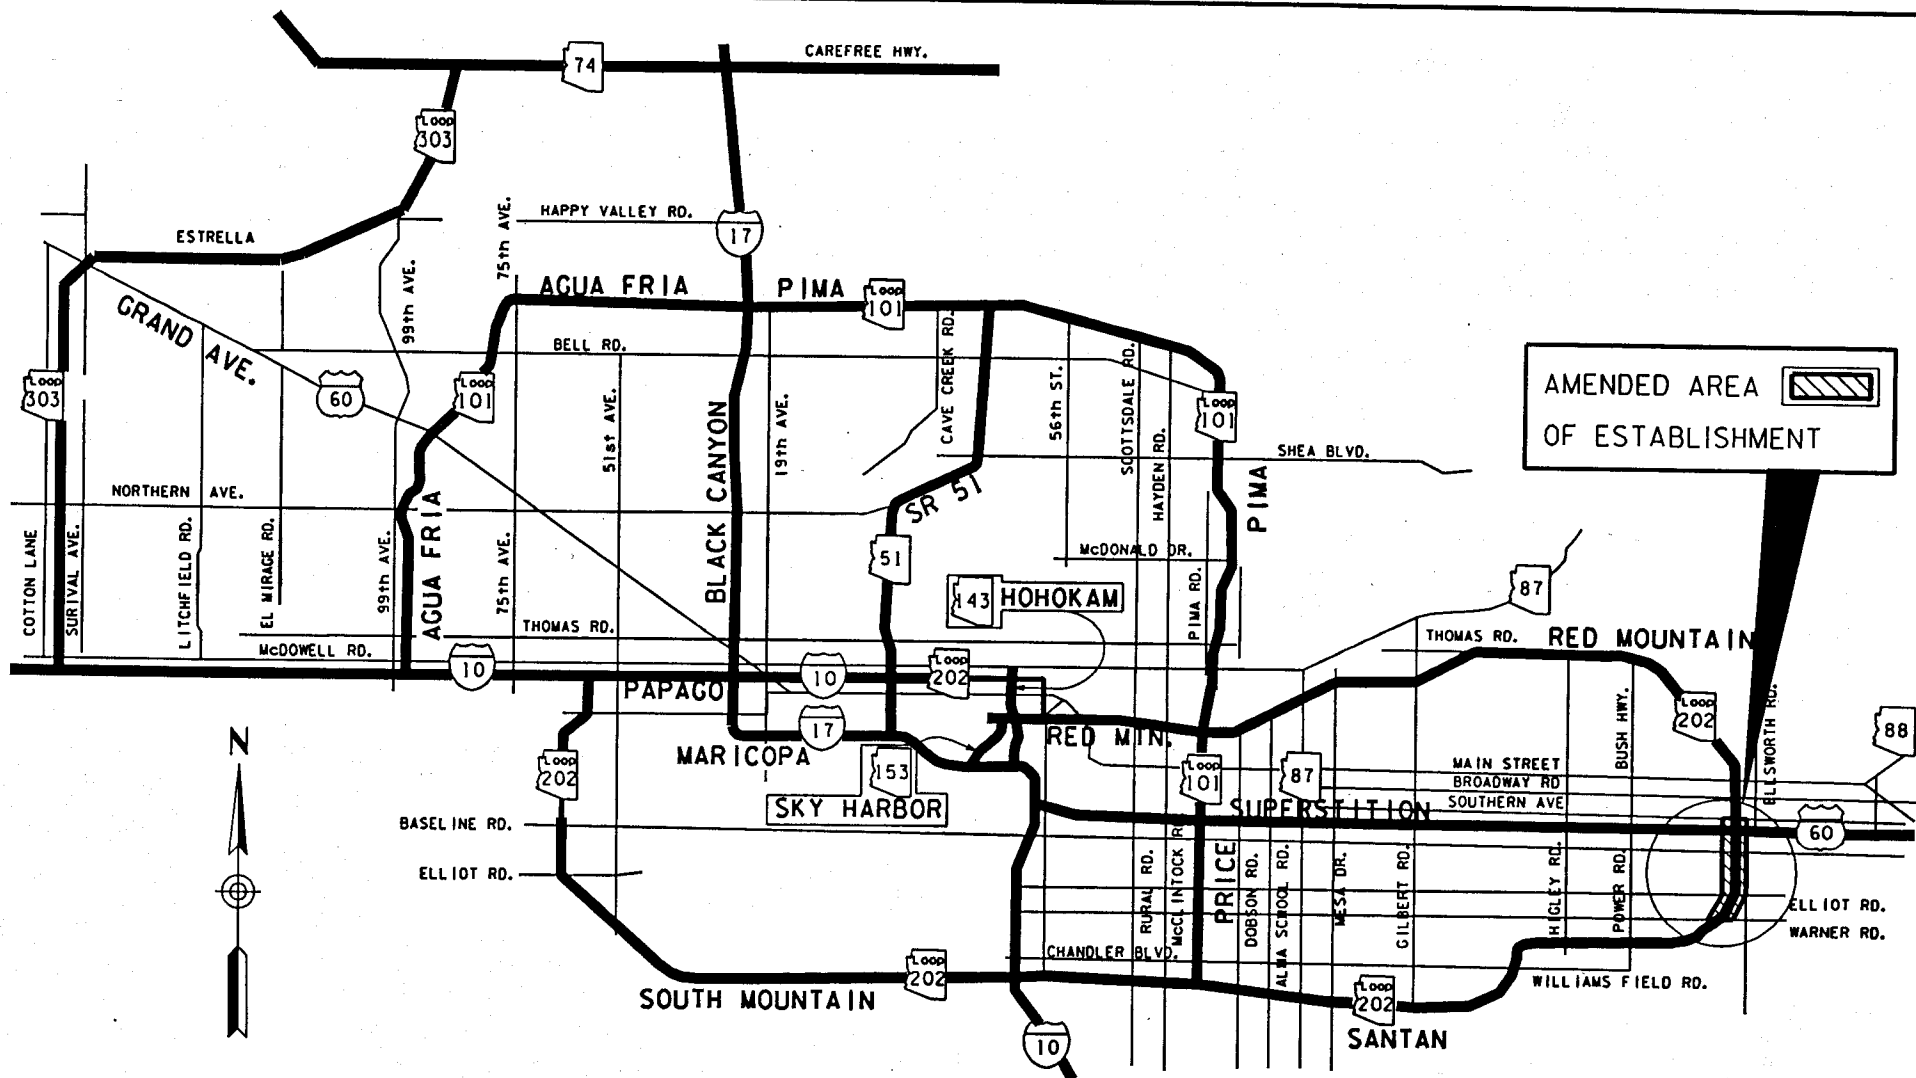 CAREFREE HWY.
74
Loop
303
75th AVE.
HAPPY VALLEY RD.
17
ESTRELLA
99th AVE.
AGUA FRIA
PIMA
Loop
101
GRAND AVE.
BELL RD.
60
Loop
303
Loop
101
51st AVE.
BLACK CANYON
19th AVE.
CAVE CREEK RD.
56th ST.
SCOTTSDALE RD.
HAYDEN RD.
Loop
101
SHEA BLVD.
PIMA
AMENDED AREA
OF ESTABLISHMENT
NORTHERN AVE.
SR 51
51
COTTON LANE
SURIVAL AVE.
LITCHFIELD RD.
EL MIRAGE RD.
99th AVE.
AGUA FRIA
75th AVE.
McDONALD DR.
PIMA RD.
143
HOHOKAM
87
THOMAS RD.
McDOWELL RD.
THOMAS RD.
RED MOUNTAIN
10
PAPAGO
10
Loop
202
17
MARICOPA
RED MTN.
153
SKY HARBOR
Loop
202
Loop
101
87
MAIN STREET
BROADWAY RD
SOUTHERN AVE
BUSH HWY.
Loop
202
ELLSWORTH RD.
88
N
SUPERSTITION
60
BASELINE RD.
ELLIOT RD.
RURAL RD.
McCLINTOCK R
PRICE
DOBSON RD.
ALMA SCHOOL RD.
MESA DR.
GILBERT RD.
HIGLEY RD.
POWER RD.
ELLIOT RD.
WARNER RD.
CHANDLER BLVD.
Loop
202
WILLIAMS FIELD RD.
SOUTH MOUNTAIN
Loop
202
SANTAN
10